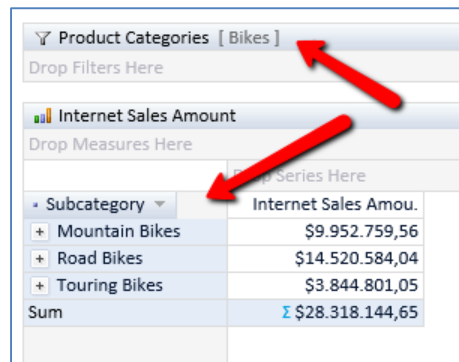 Product Categories [ Bikes ]
Drop Filters Here
Internet Sales Amount
Drop Measures Here
Series Here
Subcategory Internet Sales Amou.
+ Mountain Bikes $9.952.759,56
+ Road Bikes $14.520.584,04
+ Touring Bikes $3.844.801,05
Sum Σ $28.318.144,65